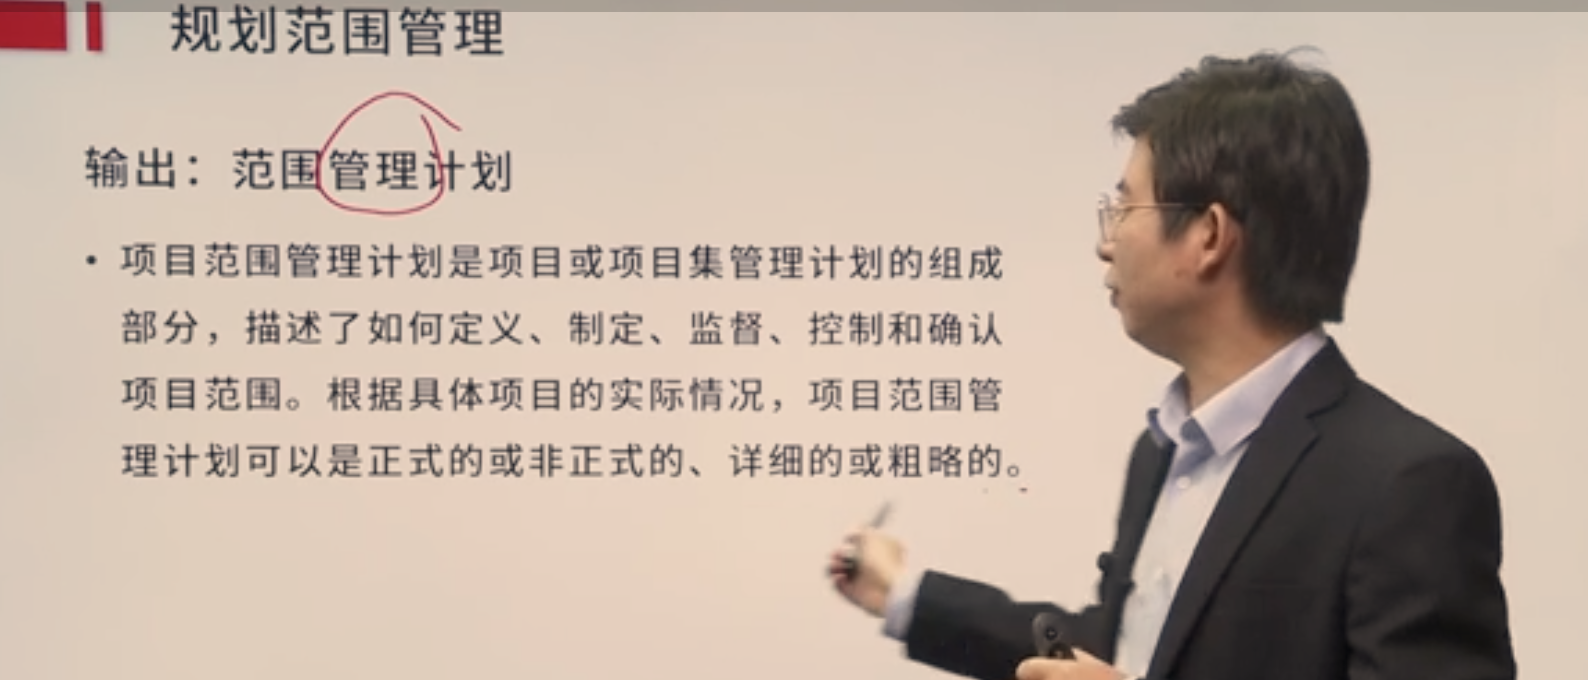 规划范围管理
输出：范围管理计划
• 项目范围管理计划是项目或项目集管理计划的组成
部分，描述了如何定义、制定、监督、控制和确认
项目范围。根据具体项目的实际情况，项目范围管
理计划可以是正式的或非正式的、详细的或粗略的。